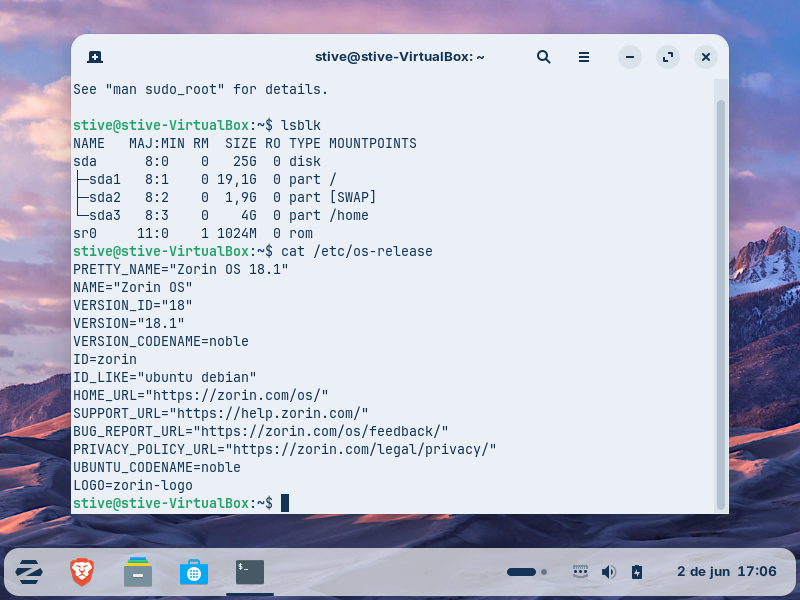 stive@stive-VirtualBox: ~
See "man sudo_root" for details.
stive@stive-VirtualBox:~$ lsblk
NAME   MAJ:MIN RM  SIZE RO TYPE MOUNTPOINTS
sda      8:0    0   25G  0 disk
├─sda1   8:1    0 19,1G  0 part /
├─sda2   8:2    0  1,9G  0 part [SWAP]
└─sda3   8:3    0    4G  0 part /home
sr0     11:0    1 1024M  0 rom
stive@stive-VirtualBox:~$ cat /etc/os-release
PRETTY_NAME="Zorin OS 18.1"
NAME="Zorin OS"
VERSION_ID="18"
VERSION="18.1"
VERSION_CODENAME=noble
ID=zorin
ID_LIKE="ubuntu debian"
HOME_URL="https://zorin.com/os/"
SUPPORT_URL="https://help.zorin.com/"
BUG_REPORT_URL="https://zorin.com/os/feedback/"
PRIVACY_POLICY_URL="https://zorin.com/legal/privacy/"
UBUNTU_CODENAME=noble
LOGO=zorin-logo
stive@stive-VirtualBox:~$
2 de jun  17:06